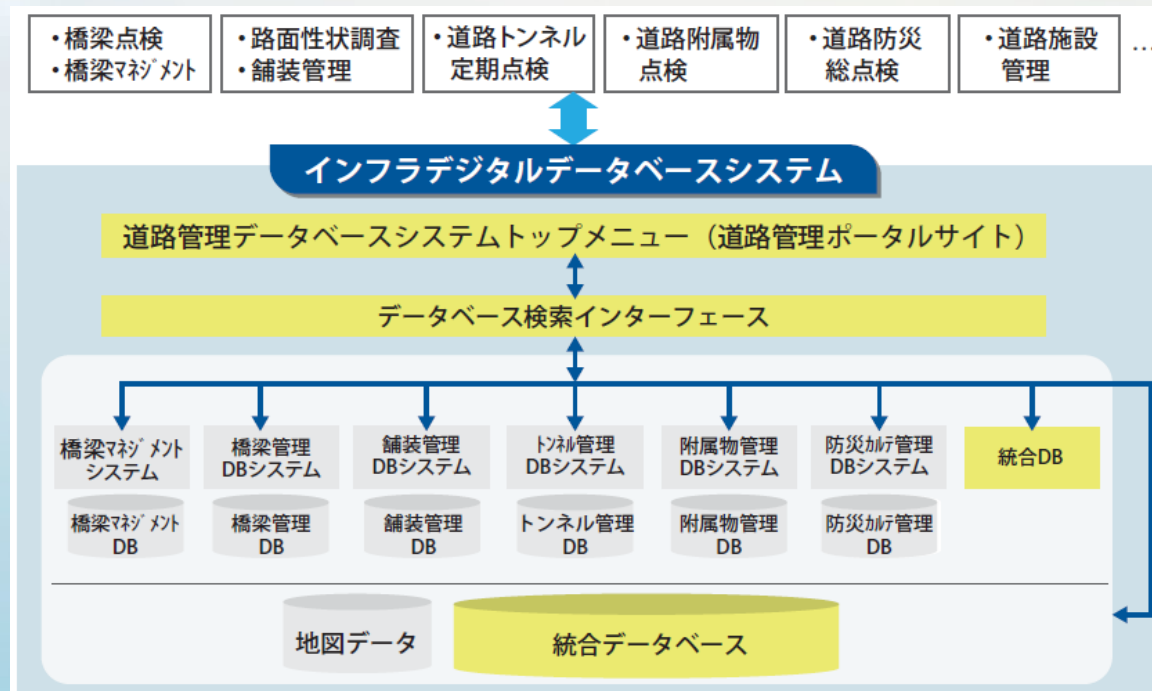 ・橋梁点検
・橋梁マネジメント
・路面性状調査
・舗装管理
・道路トンネル
定期点検
・道路附属物
点検
・道路防災
総点検
・道路施設
管理
…
インフラデジタルデータベースシステム
道路管理データベースシステムトップメニュー(道路管理ポータルサイト)
データベース検索インターフェース
橋梁マネジメント
システム
橋梁管理
DBシステム
舗装管理
DBシステム
トンネル管理
DBシステム
附属物管理
DBシステム
防災カルテ管理
DBシステム
統合DB
橋梁マネジメント
DB
橋梁管理
DB
舗装管理
DB
トンネル管理
DB
附属物管理
DB
防災カルテ管理
DB
地図データ
統合データベース